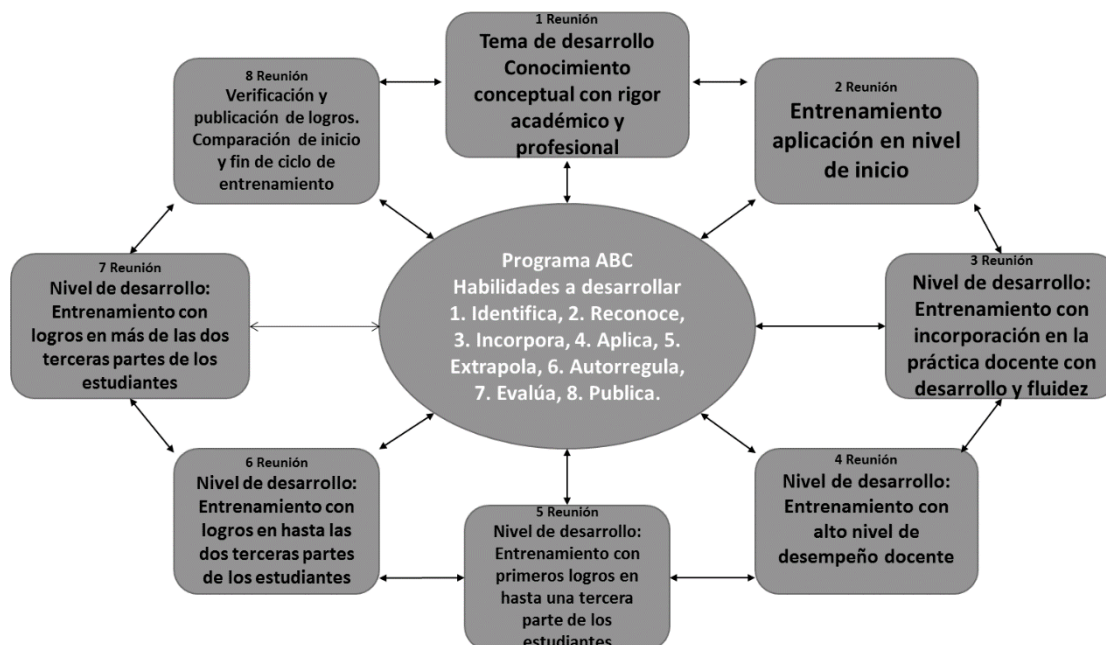 1 Reunión
Tema de desarrollo
Conocimiento
conceptual con rigor
académico y
profesional
2 Reunión
Entrenamiento
aplicación en nivel
de inicio
3 Reunión
Nivel de desarrollo:
Entrenamiento con
incorporación en la
práctica docente con
desarrollo y fluidez
4 Reunión
Nivel de desarrollo:
Entrenamiento con
alto nivel de
desempeño docente
5 Reunión
Nivel de desarrollo:
Entrenamiento con
primeros logros en
hasta una tercera
parte de los
estudiantes
6 Reunión
Nivel de desarrollo:
Entrenamiento con
logros en hasta las
dos terceras partes
de los estudiantes
7 Reunión
Nivel de desarrollo:
Entrenamiento con
logros en más de las dos
terceras partes de los
estudiantes
8 Reunión
Verificación y
publicación de logros.
Comparación de inicio
y fin de ciclo de
entrenamiento
Programa ABC
Habilidades a desarrollar
1. Identifica, 2. Reconoce,
3. Incorpora, 4. Aplica, 5.
Extrapola, 6. Autorregula,
7. Evalúa, 8. Publica.